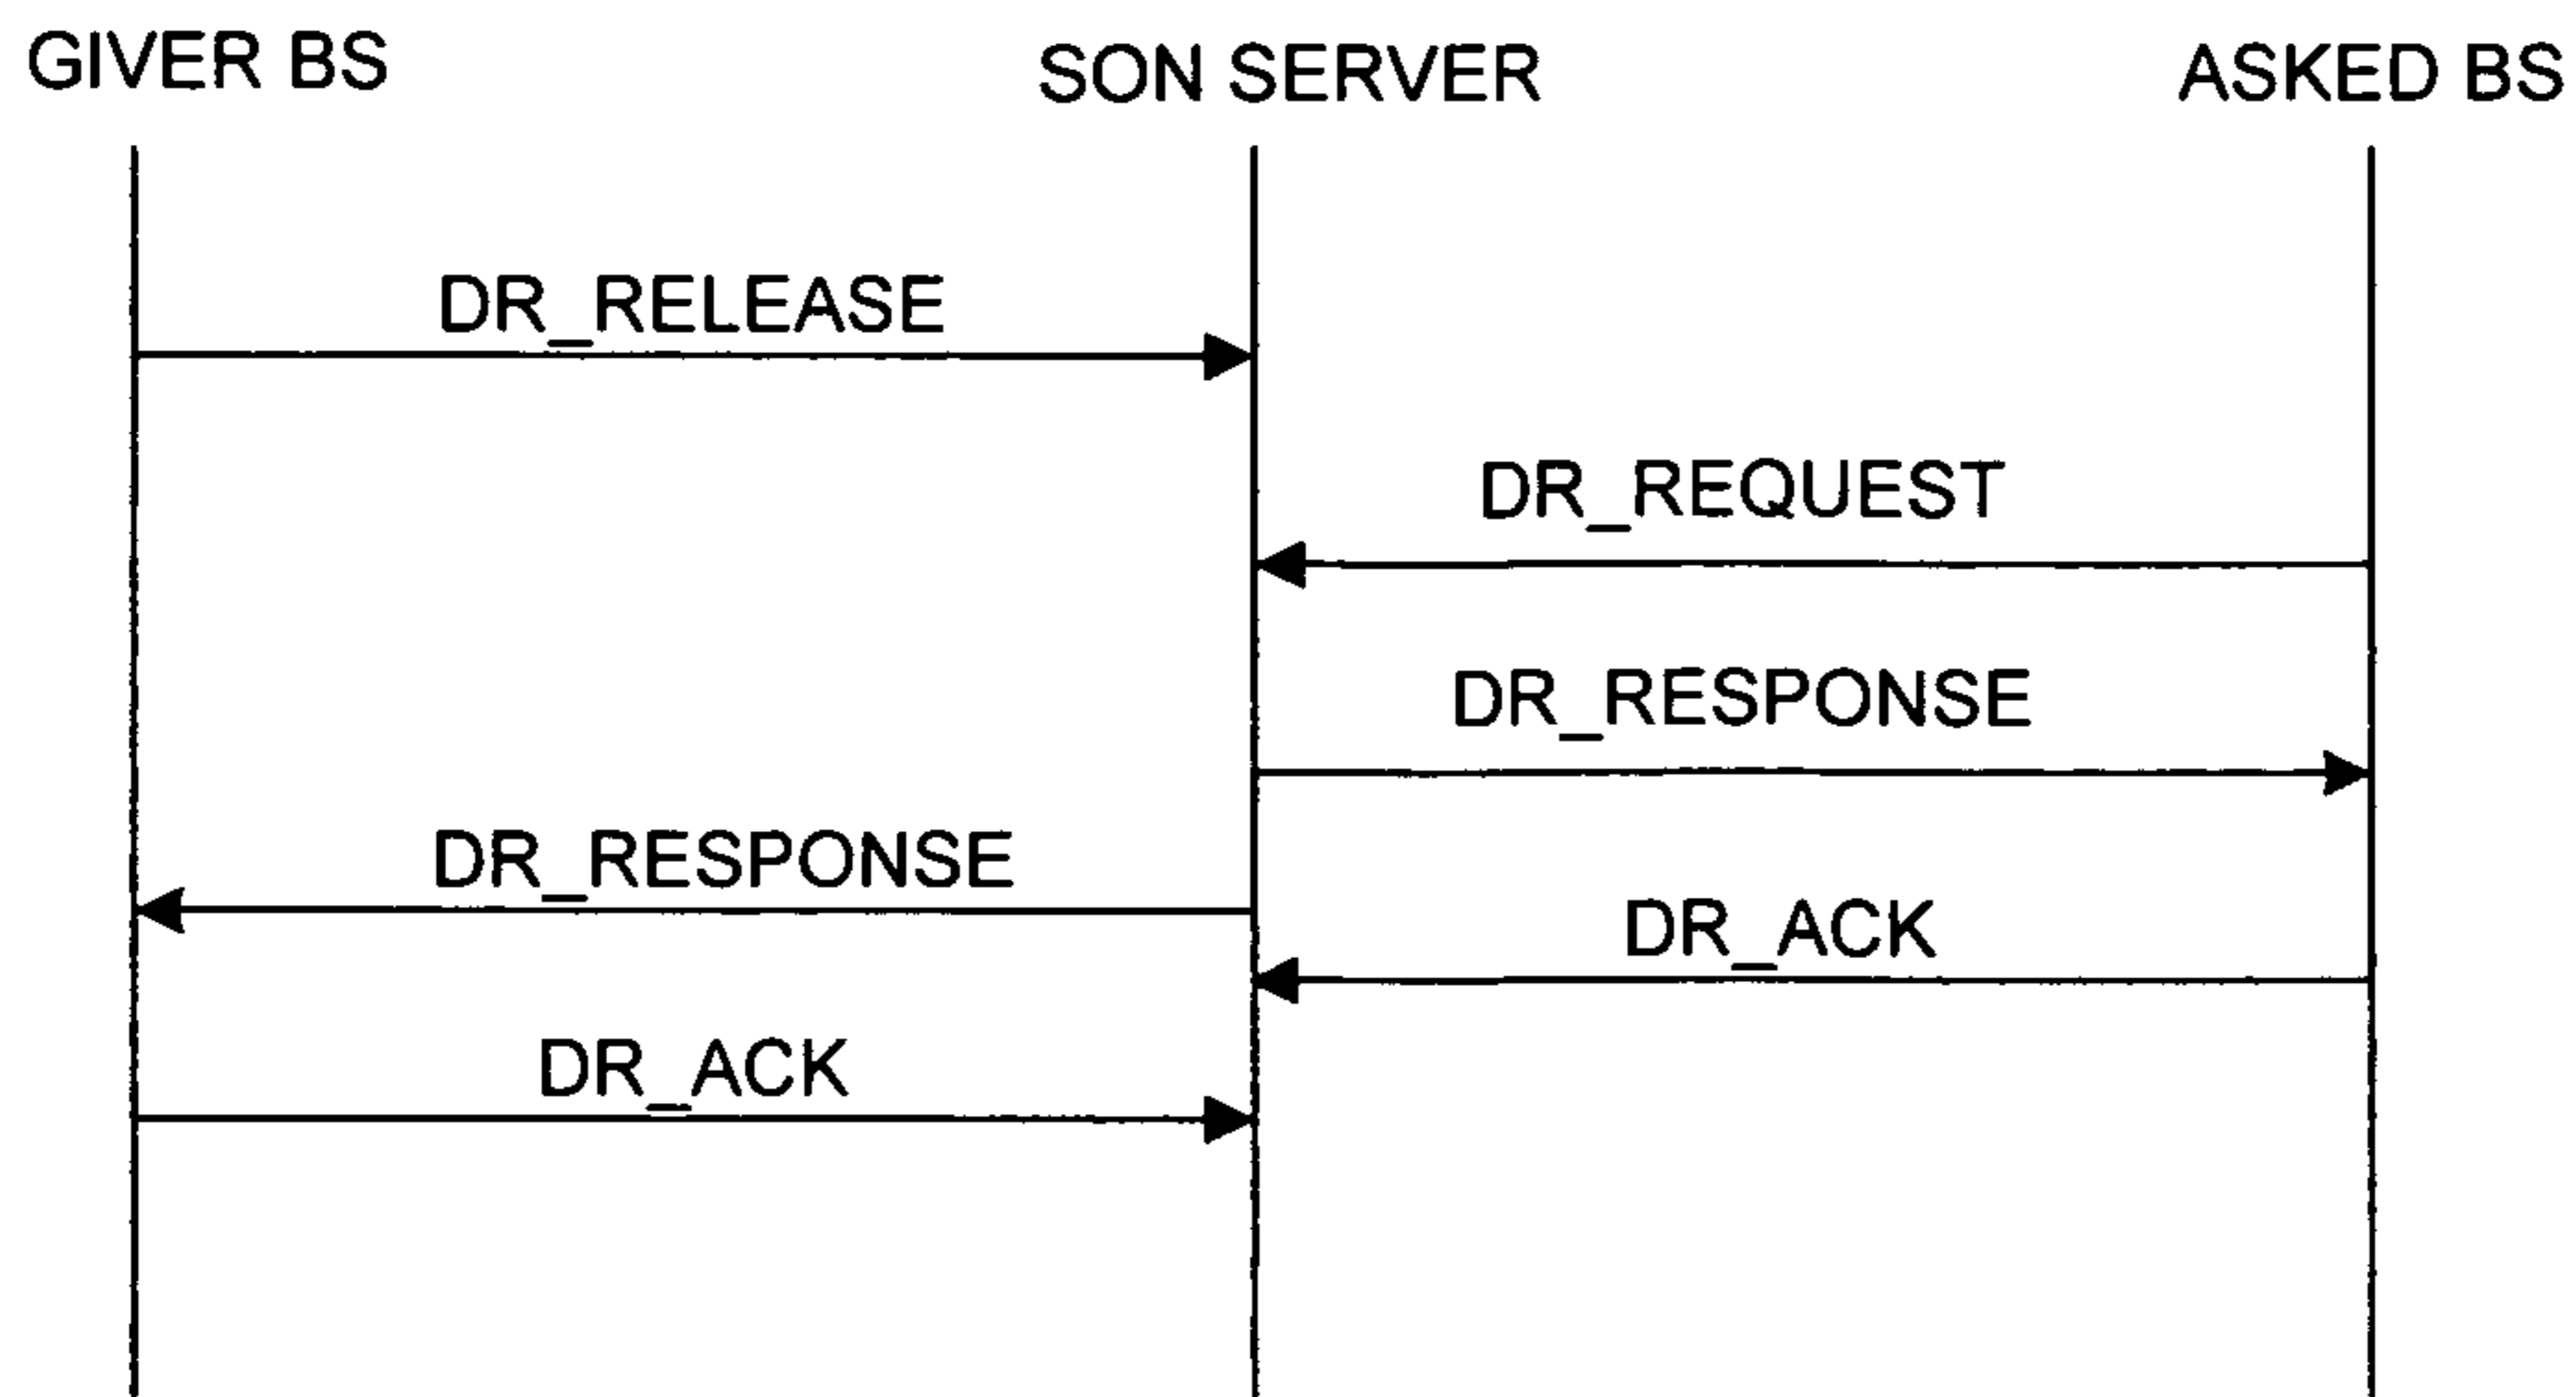 GIVER BS
SON SERVER
ASKED BS
DR_RELEASE
DR_REQUEST
DR_RESPONSE
DR_RESPONSE
DR_ACK
DR_ACK